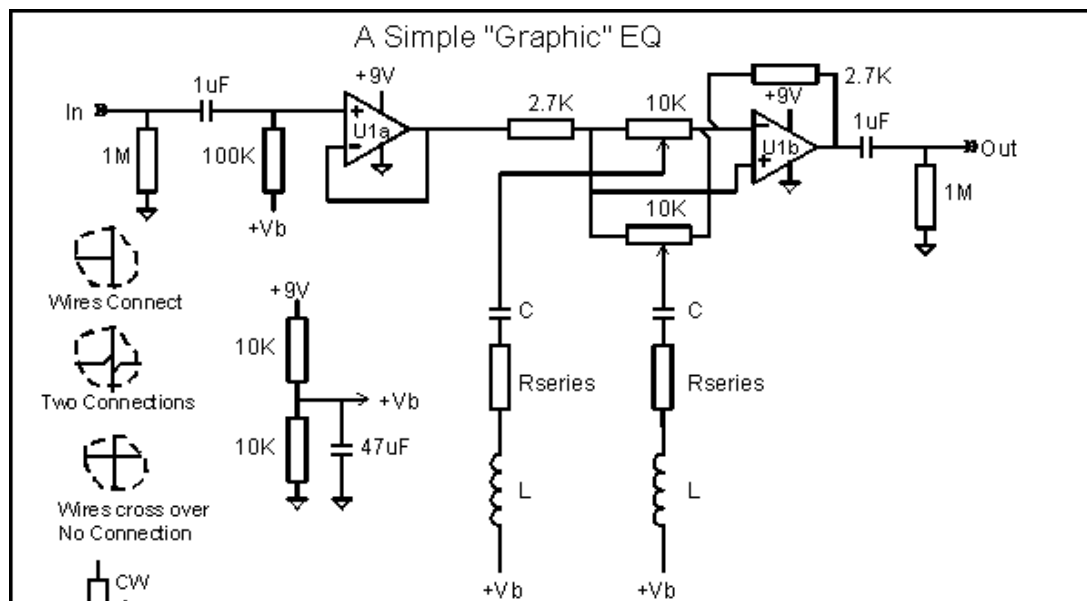 A Simple "Graphic" EQ
In
1uF
1M
100K
+Vb
+9V
+
-
U1a
2.7K
10K
10K
2.7K
+9V
-
+
U1b
1uF
Out
1M
Wires Connect
Two Connections
Wires cross over
No Connection
CW
+9V
10K
10K
+Vb
47uF
C
Rseries
L
+Vb
C
Rseries
L
+Vb